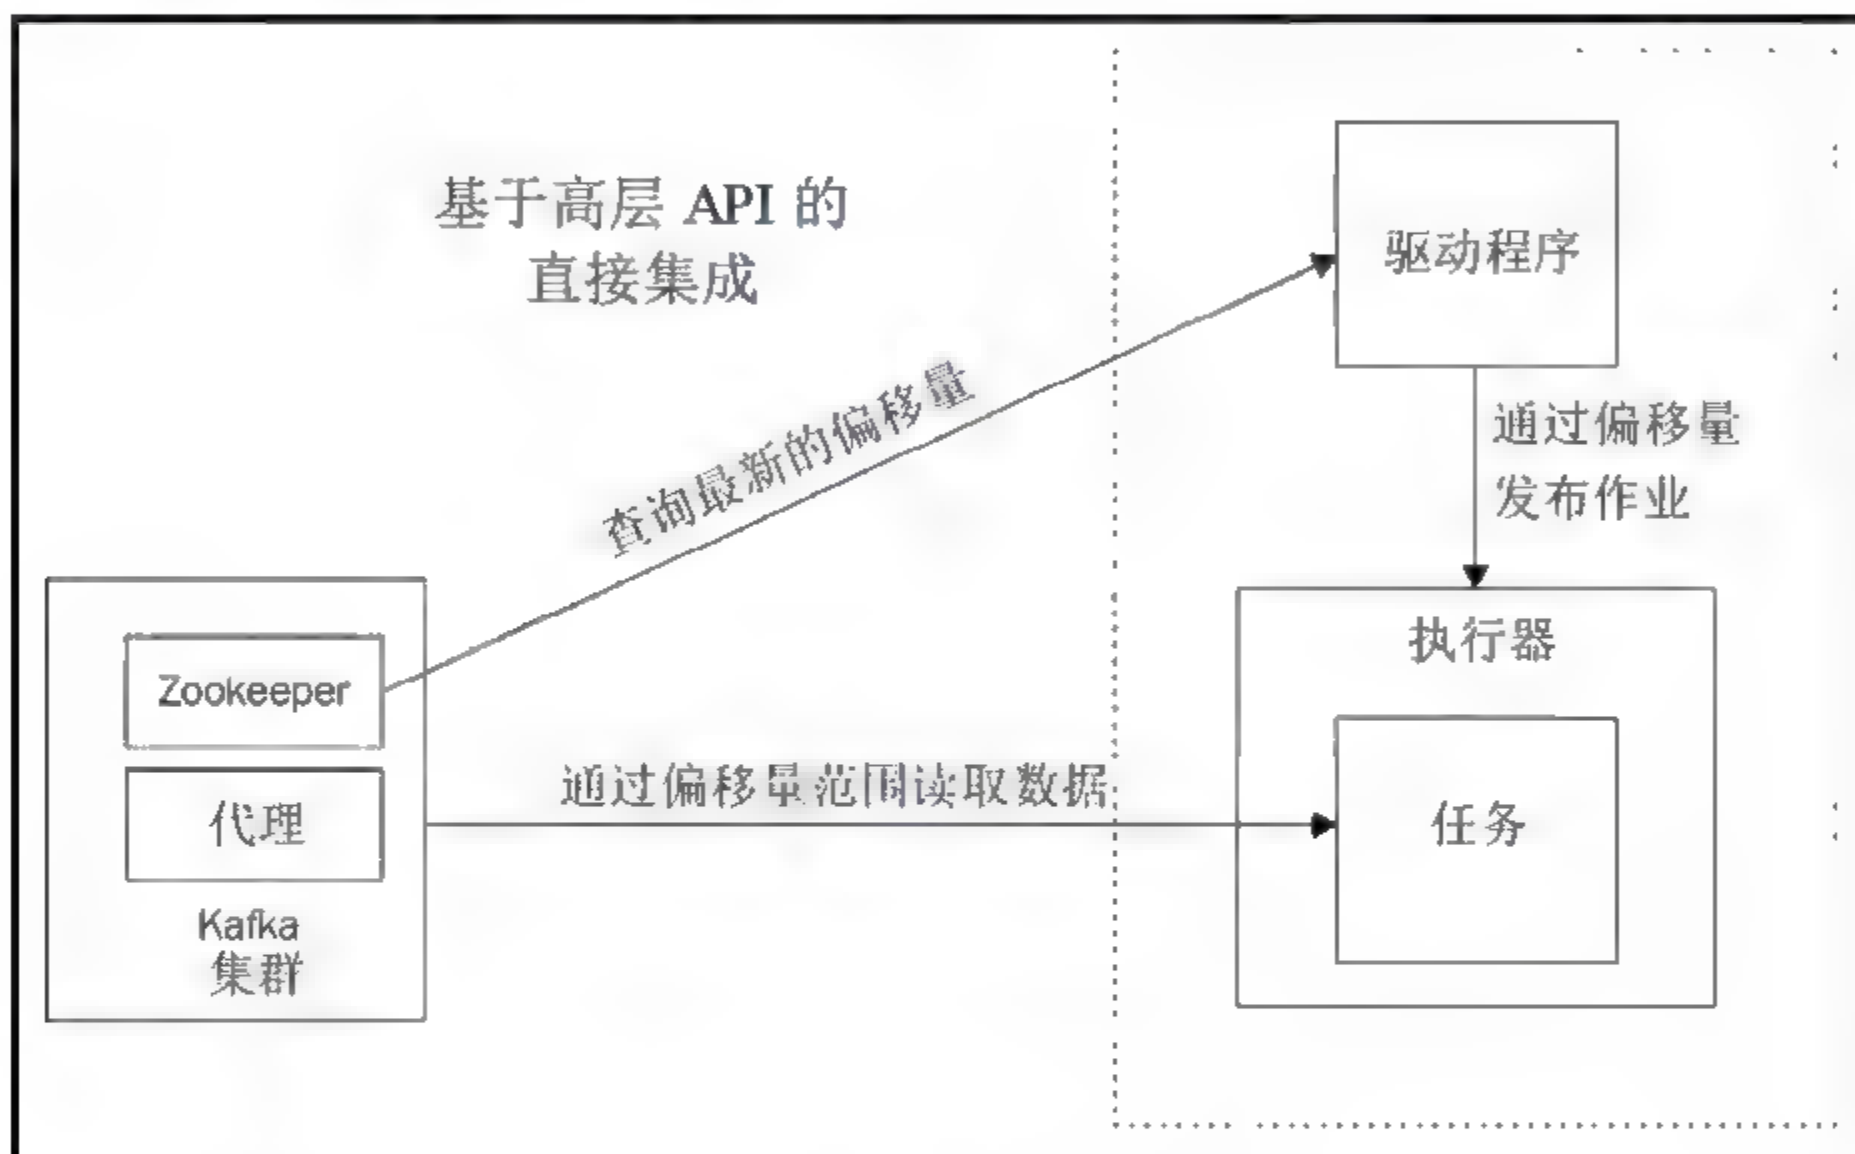 基于高层 API 的
直接集成
驱动程序
查询最新的偏移量
通过偏移量
发布作业
执行器
Zookeeper
通过偏移量范围读取数据
代理
任务
Kafka
集群